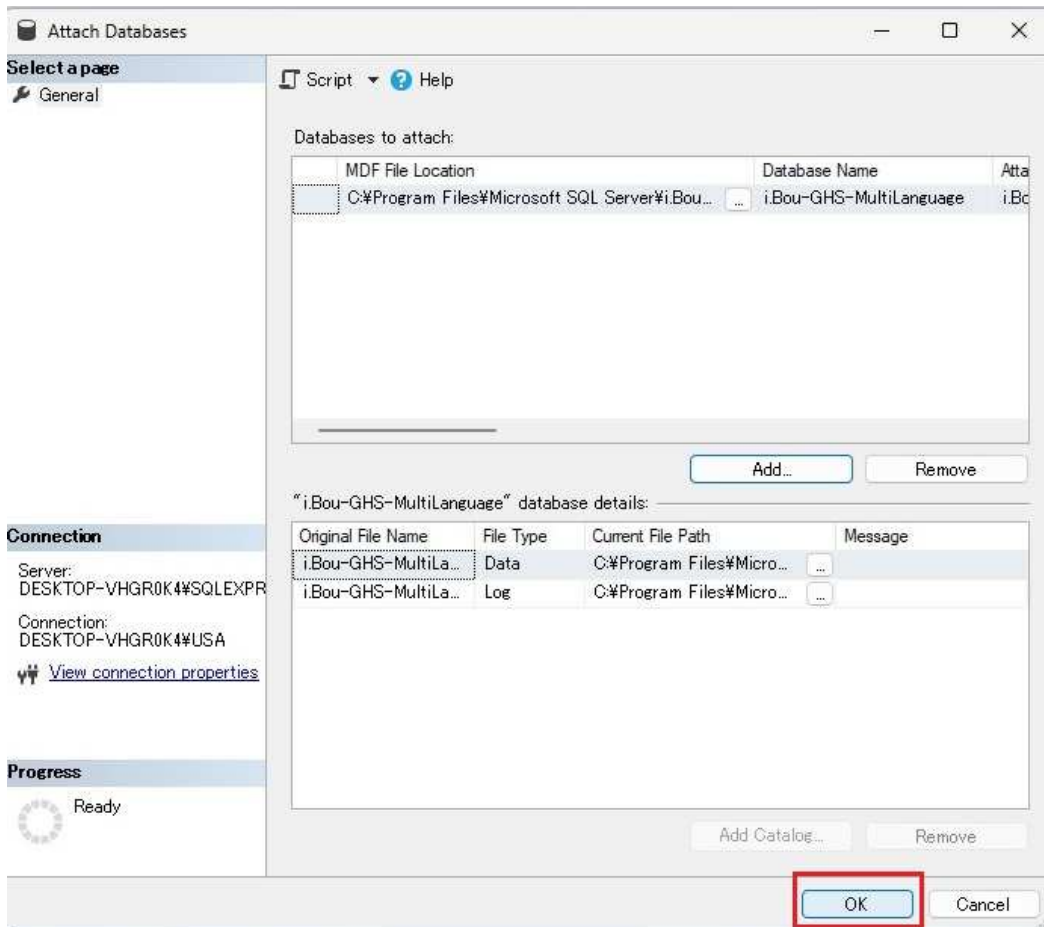 Attach Databases
Select a page
General
Script
Help
Databases to attach:
MDF File Location
Database Name
Atta
C:¥Program Files¥Microsoft SQL Server¥i.Bou...
...
i.Bou-GHS-MultiLanguage
i.Bo
Add...
Remove
"i.Bou-GHS-MultiLanguage" database details:
Original File Name
File Type
Current File Path
Message
i.Bou-GHS-MultiLa...
Data
C:¥Program Files¥Micro...
...
i.Bou-GHS-MultiLa...
Log
C:¥Program Files¥Micro...
...
Connection
Server:
DESKTOP-VHGR0K4¥SQLEXPR
Connection:
DESKTOP-VHGR0K4¥USA
View connection properties
Progress
Ready
Add Catalog...
Remove
OK
Cancel